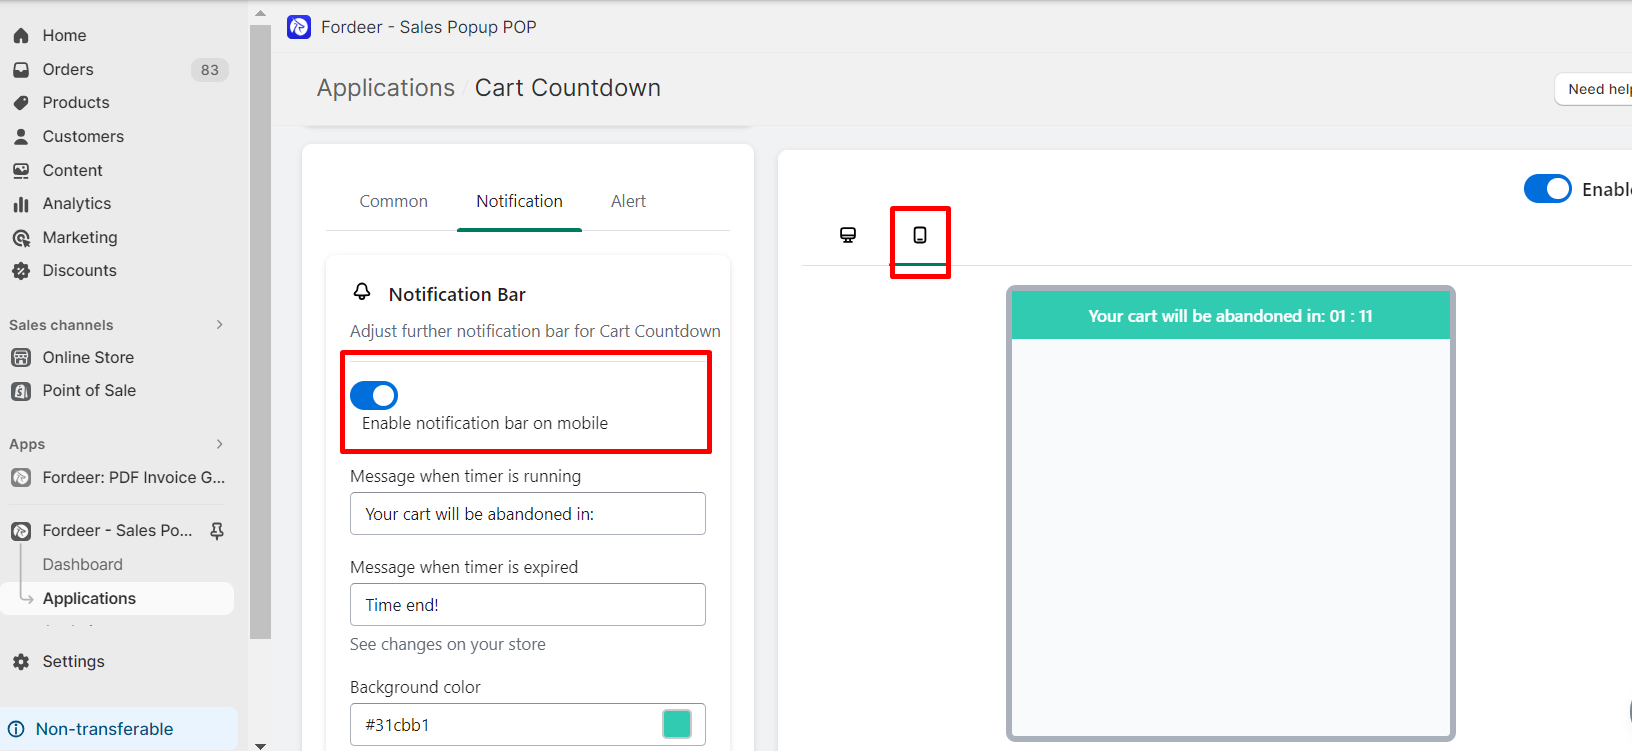 Home
Orders 83
Products
Customers
Content
Analytics
Marketing
Discounts
Sales channels
Online Store
Point of Sale
Apps
Fordeer: PDF Invoice G...
Fordeer - Sales Po...
Dashboard
Applications
Settings
Non-transferable
Fordeer - Sales Popup POP
Applications / Cart Countdown
Need help
Common Notification Alert
Notification Bar
Adjust further notification bar for Cart Countdown
Enable notification bar on mobile
Message when timer is running
Your cart will be abandoned in:
Message when timer is expired
Time end!
See changes on your store
Background color
#31cbb1
Enable
Your cart will be abandoned in: 01 : 11